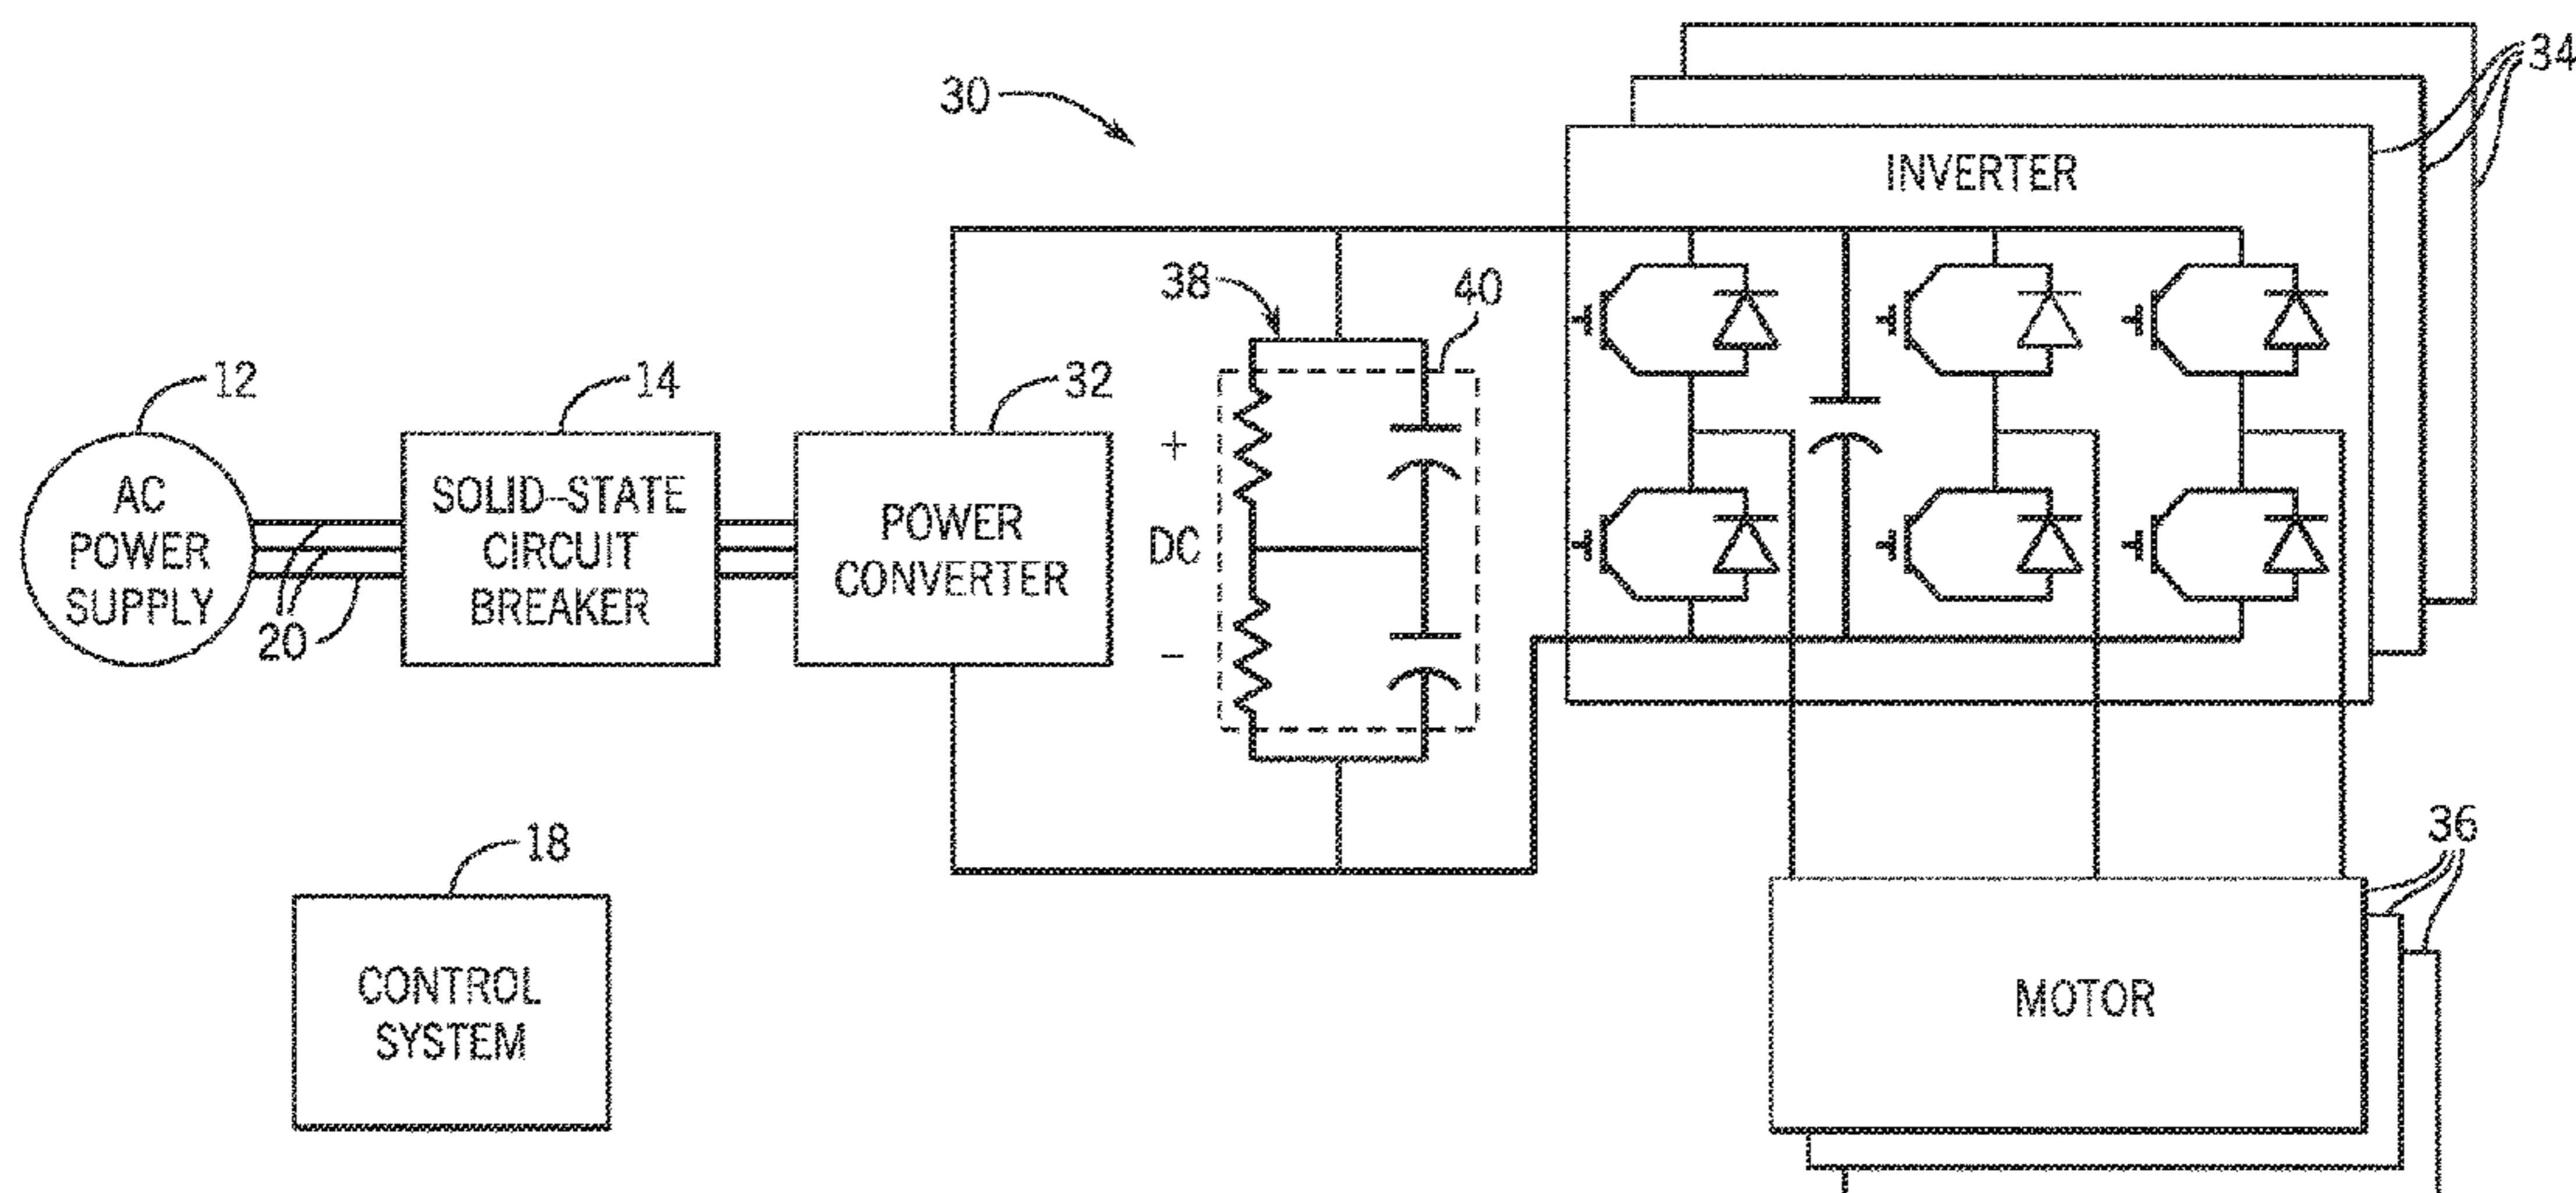 30
34
INVERTER
38
40
12
14
32
+
DC
−
AC
POWER
SUPPLY
SOLID-STATE
CIRCUIT
BREAKER
POWER
CONVERTER
20
18
CONTROL
SYSTEM
36
MOTOR